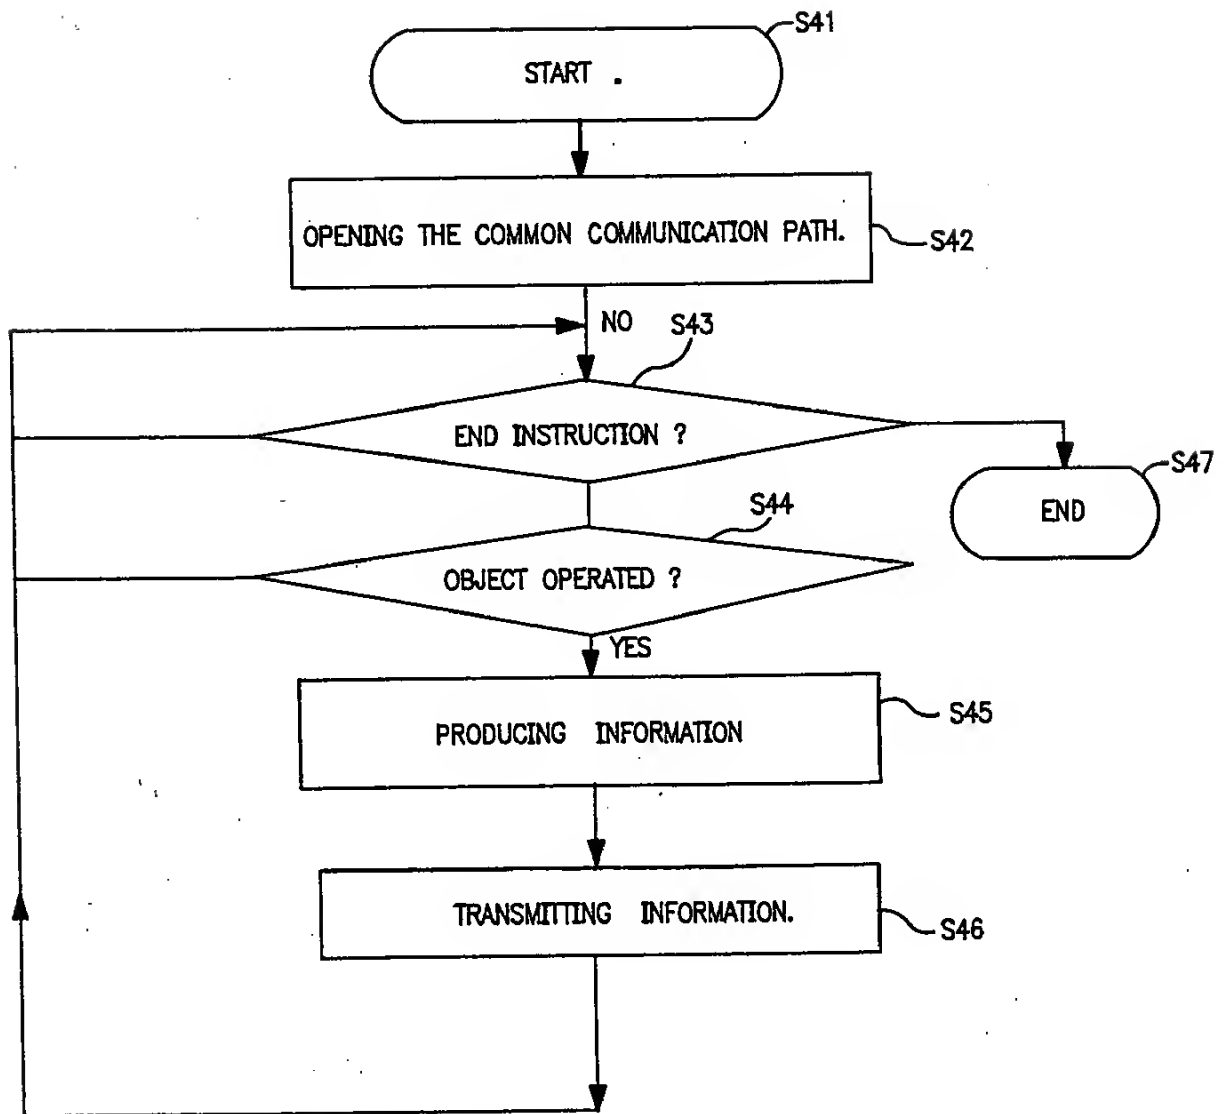 S41
START .
OPENING THE COMMON COMMUNICATION PATH.
S42
NO
S43
END INSTRUCTION ?
S47
END
S44
OBJECT OPERATED ?
YES
S45
PRODUCING INFORMATION
TRANSMITTING INFORMATION.
S46